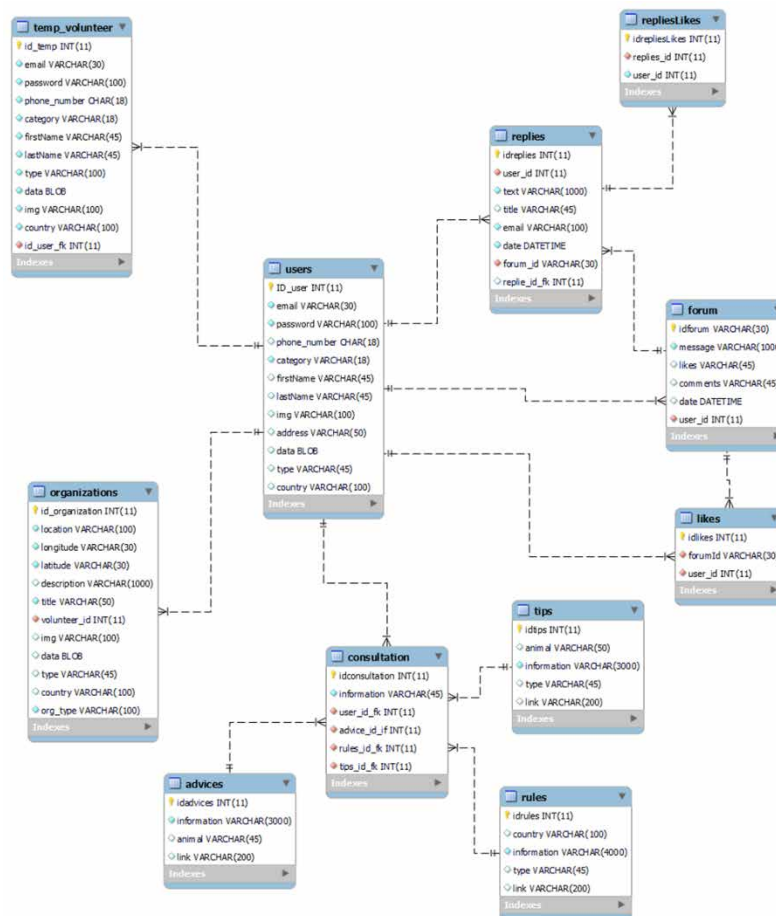 temp_volunteer
id_temp INT(11)
email VARCHAR(30)
password VARCHAR(100)
phone_number CHAR(18)
category VARCHAR(18)
firstName VARCHAR(45)
lastName VARCHAR(45)
type VARCHAR(100)
data BLOB
img VARCHAR(100)
country VARCHAR(100)
id_user_fk INT(11)
Indexes
repliesLikes
idrepliesLikes INT(11)
replies_id INT(11)
user_id INT(11)
Indexes
replies
idreplies INT(11)
user_id INT(11)
text VARCHAR(1000)
title VARCHAR(45)
email VARCHAR(100)
date DATETIME
forum_id VARCHAR(30)
replie_id_fk INT(11)
Indexes
users
ID_user INT(11)
email VARCHAR(30)
password VARCHAR(100)
phone_number CHAR(18)
category VARCHAR(18)
firstName VARCHAR(45)
lastName VARCHAR(45)
img VARCHAR(100)
address VARCHAR(50)
data BLOB
type VARCHAR(45)
country VARCHAR(100)
Indexes
forum
idforum VARCHAR(30)
message VARCHAR(1000
likes VARCHAR(45)
comments VARCHAR(45
date DATETIME
user_id INT(11)
Indexes
organizations
id_organization INT(11)
location VARCHAR(100)
longitude VARCHAR(30)
latitude VARCHAR(30)
description VARCHAR(1000)
title VARCHAR(50)
volunteer_id INT(11)
img VARCHAR(100)
data BLOB
type VARCHAR(45)
country VARCHAR(100)
org_type VARCHAR(100)
Indexes
likes
idlikes INT(11)
forumId VARCHAR(30
user_id INT(11)
Indexes
tips
idtips INT(11)
animal VARCHAR(50)
information VARCHAR(3000)
type VARCHAR(45)
link VARCHAR(200)
Indexes
consultation
idconsultation INT(11)
information VARCHAR(45)
user_id_fk INT(11)
advice_id_if INT(11)
rules_id_fk INT(11)
tips_id_fk INT(11)
Indexes
advices
idadvices INT(11)
information VARCHAR(3000)
animal VARCHAR(45)
link VARCHAR(200)
Indexes
rules
idrules INT(11)
country VARCHAR(100)
information VARCHAR(4000)
type VARCHAR(45)
link VARCHAR(200)
Indexes